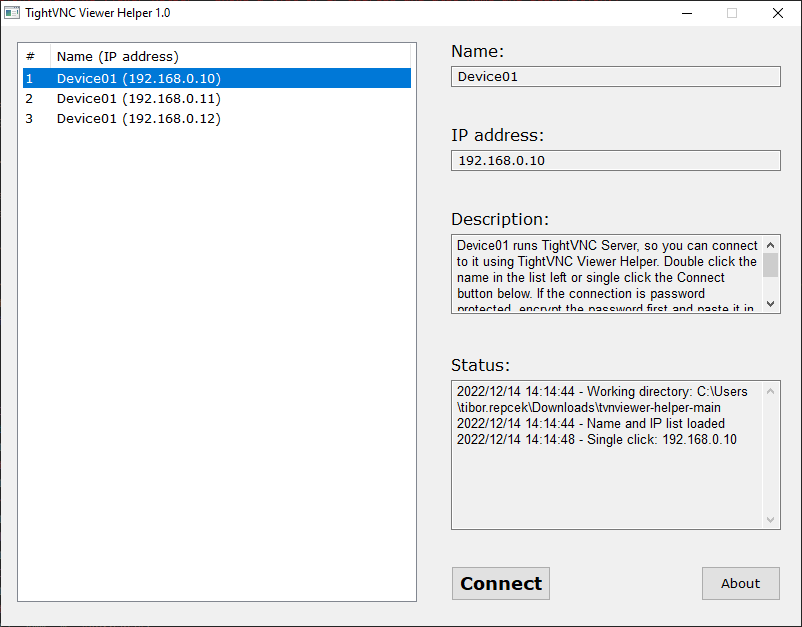 TightVNC Viewer Helper 1.0
# Name (IP address)
1 Device01 (192.168.0.10)
2 Device01 (192.168.0.11)
3 Device01 (192.168.0.12)
Name:
Device01
IP address:
192.168.0.10
Description:
Device01 runs TightVNC Server, so you can connect
to it using TightVNC Viewer Helper. Double click the
name in the list left or single click the Connect
button below. If the connection is password
protected, encrypt the password first and paste it in
Status:
2022/12/14 14:14:44 - Working directory: C:\Users
\tibor.repcek\Downloads\tvnviewer-helper-main
2022/12/14 14:14:44 - Name and IP list loaded
2022/12/14 14:14:48 - Single click: 192.168.0.10
Connect
About